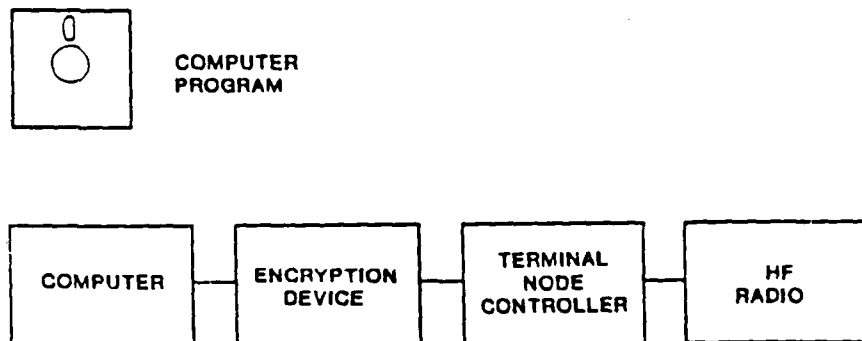 COMPUTER
PROGRAM
COMPUTER
ENCRYPTION
DEVICE
TERMINAL
NODE
CONTROLLER
HF
RADIO